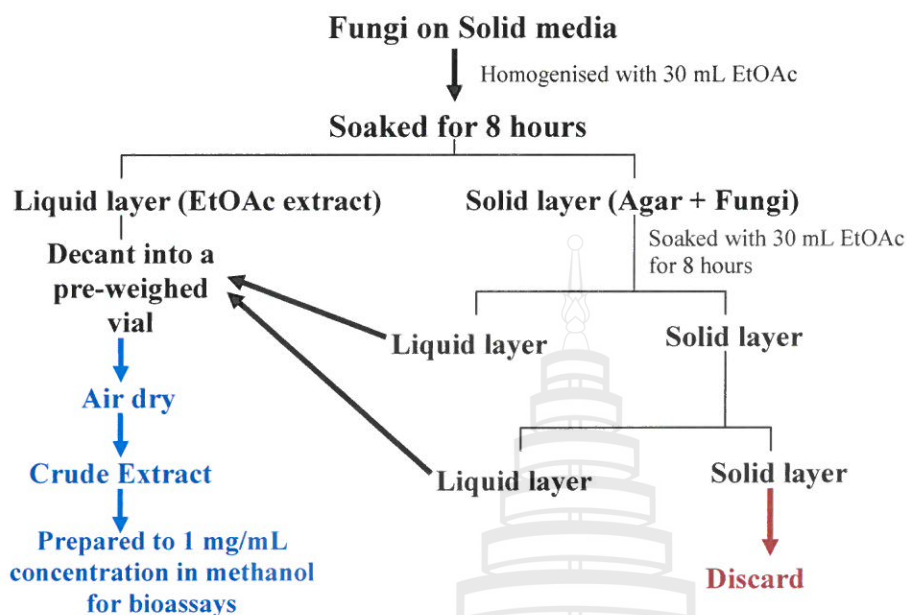 Fungi on Solid media
Homogenised with 30 mL EtOAc
Soaked for 8 hours
Liquid layer (EtOAc extract)
Solid layer (Agar + Fungi)
Decant into a
pre-weighed
vial
Soaked with 30 mL EtOAc
for 8 hours
Liquid layer
Solid layer
Air dry
Crude Extract
Liquid layer
Solid layer
Prepared to 1 mg/mL
concentration in methanol
for bioassays
Discard